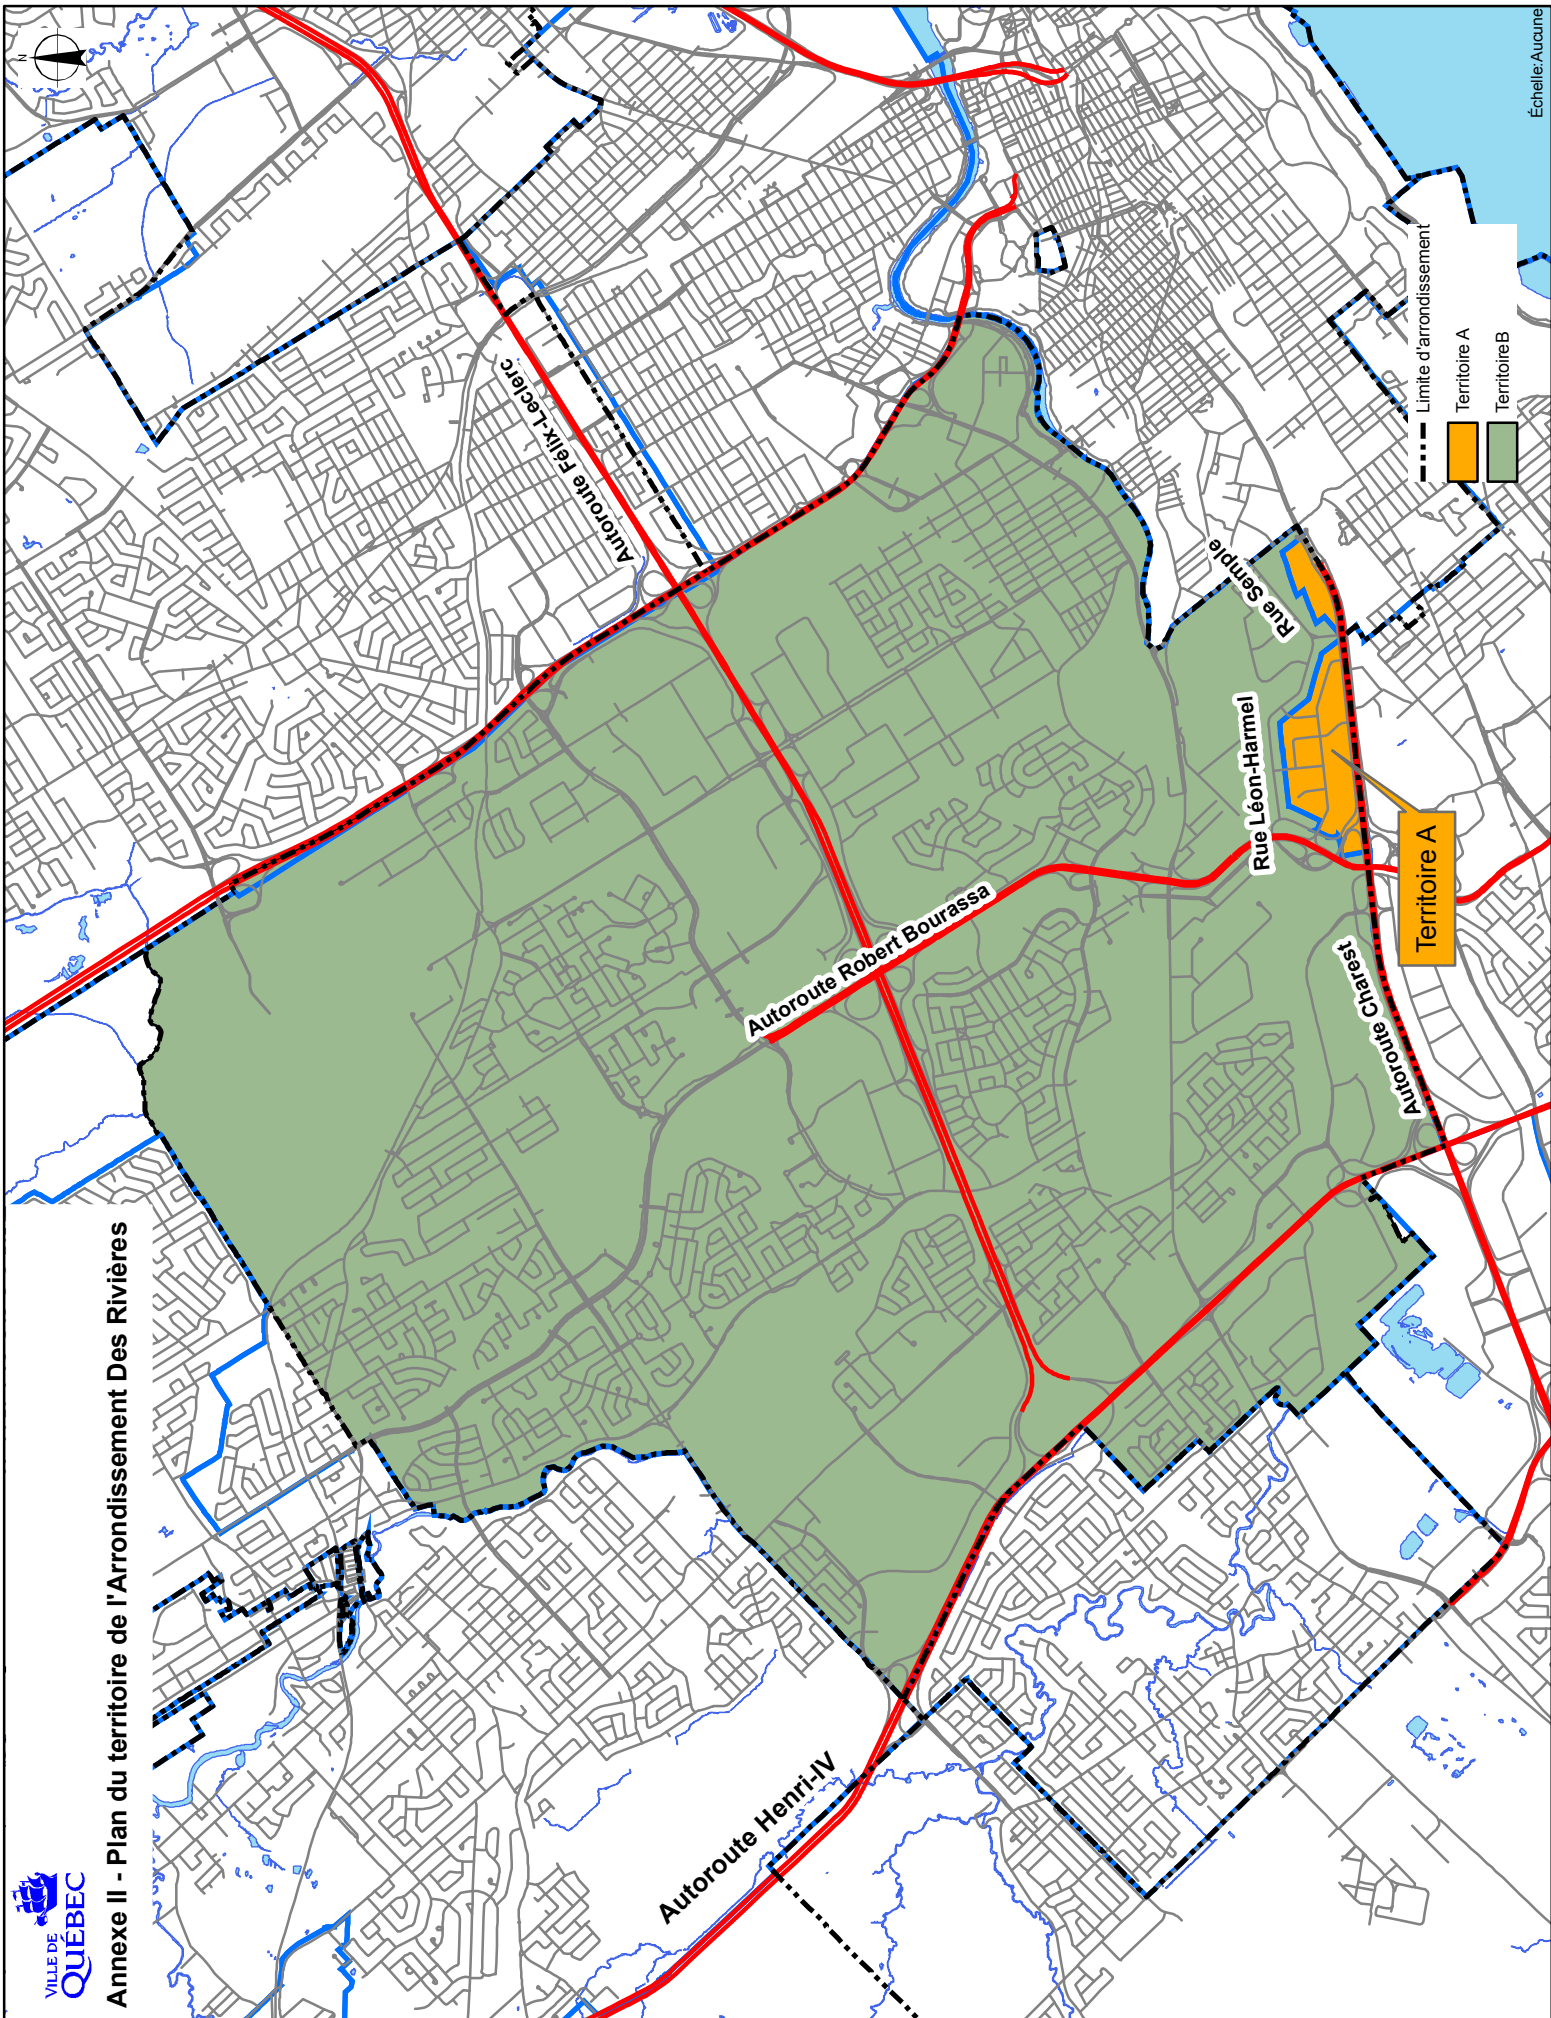 VILLE DE
QUÉBEC
Annexe II - Plan du territoire de l'Arrondissement Des Rivières
N
Autoroute Henri-IV
Autoroute Félix-Leclerc
Autoroute Robert Bourassa
Rue Semple
Rue Léon-Harmel
Autoroute Charest
Territoire A
Limite d'arrondissement
Territoire A
Territoire B
Échelle: Aucune